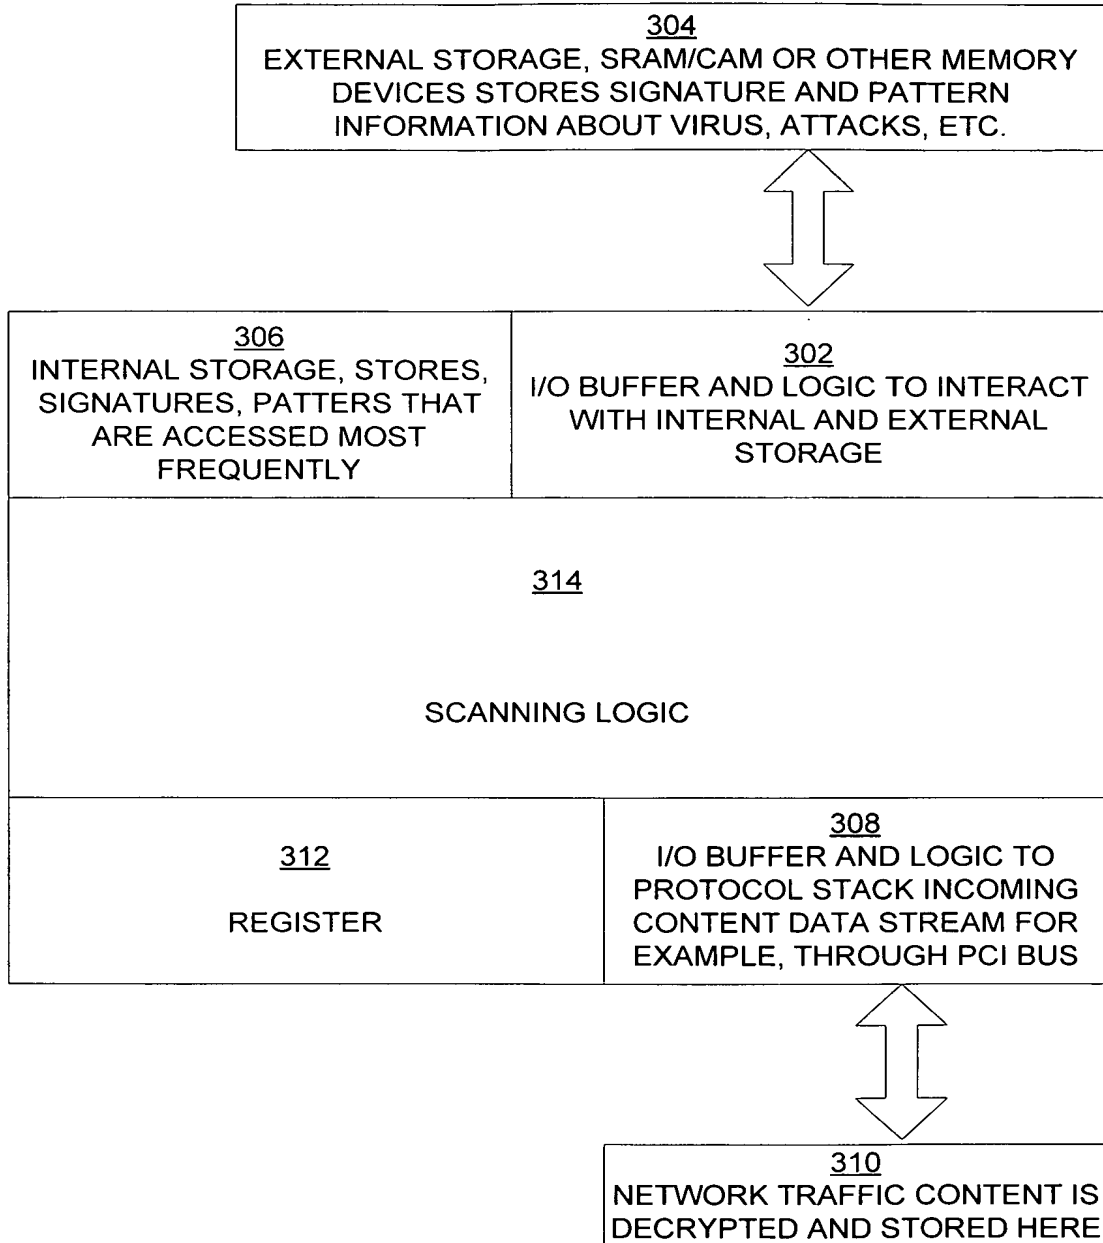 304
EXTERNAL STORAGE, SRAM/CAM OR OTHER MEMORY
DEVICES STORES SIGNATURE AND PATTERN
INFORMATION ABOUT VIRUS, ATTACKS, ETC.
306
INTERNAL STORAGE, STORES,
SIGNATURES, PATTERS THAT
ARE ACCESSED MOST
FREQUENTLY
302
I/O BUFFER AND LOGIC TO INTERACT
WITH INTERNAL AND EXTERNAL
STORAGE
314
SCANNING LOGIC
312
REGISTER
308
I/O BUFFER AND LOGIC TO
PROTOCOL STACK INCOMING
CONTENT DATA STREAM FOR
EXAMPLE, THROUGH PCI BUS
310
NETWORK TRAFFIC CONTENT IS
DECRYPTED AND STORED HERE